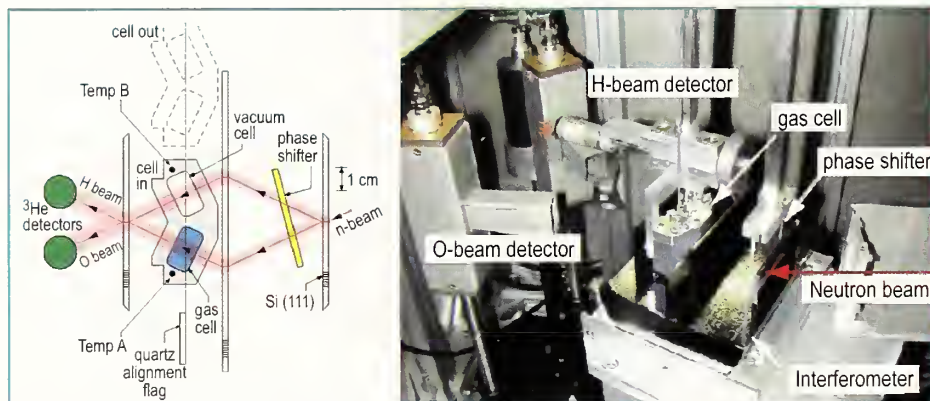 cell out
Temp B
vacuum
cell
phase
shifter
cell
in
1 cm
H beam
³He
detectors
n-beam
O beam
Si (111)
gas
cell
Temp A
quartz
alignment
flag
H-beam detector
gas cell
phase shifter
O-beam detector
Neutron beam
Interferometer